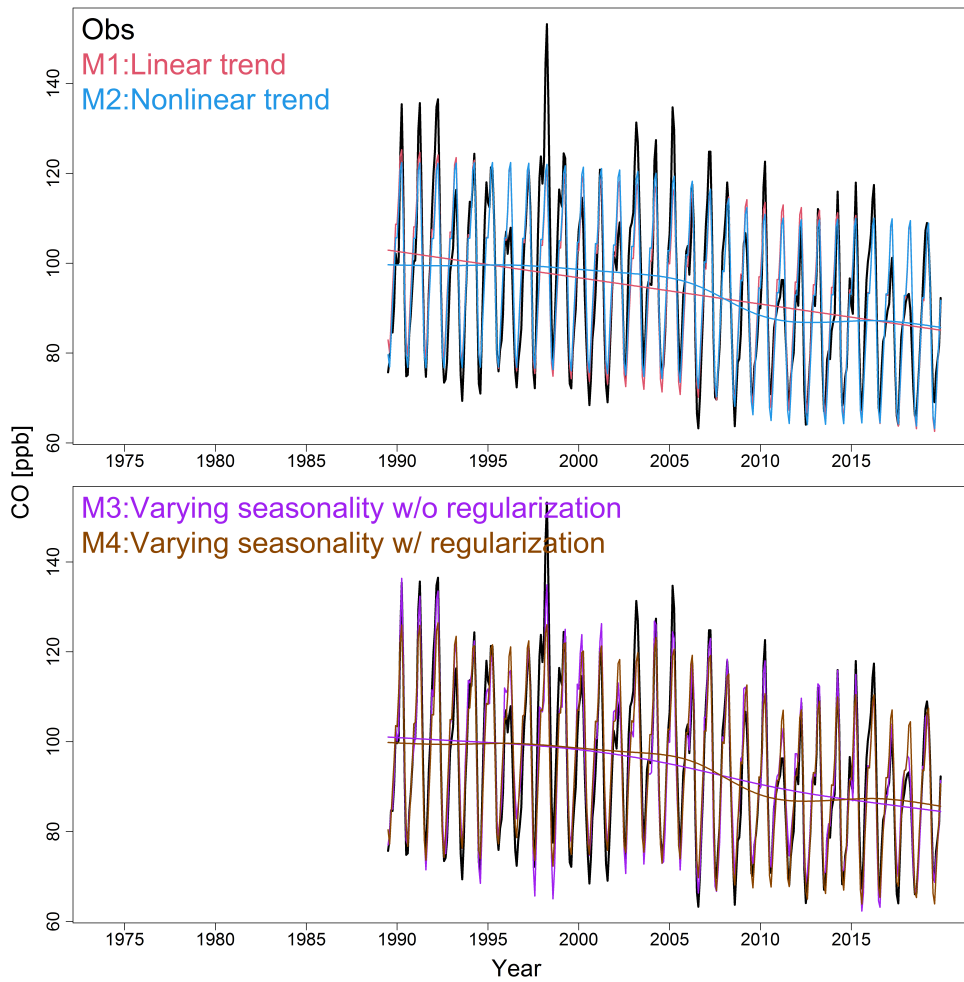 Obs
M1:Linear trend
M2:Nonlinear trend
140
120
100
80
60
1975 1980 1985 1990 1995 2000 2005 2010 2015
CO [ppb]
M3:Varying seasonality w/o regularization
M4:Varying seasonality w/ regularization
140
120
100
80
60
1975 1980 1985 1990 1995 2000 2005 2010 2015
Year